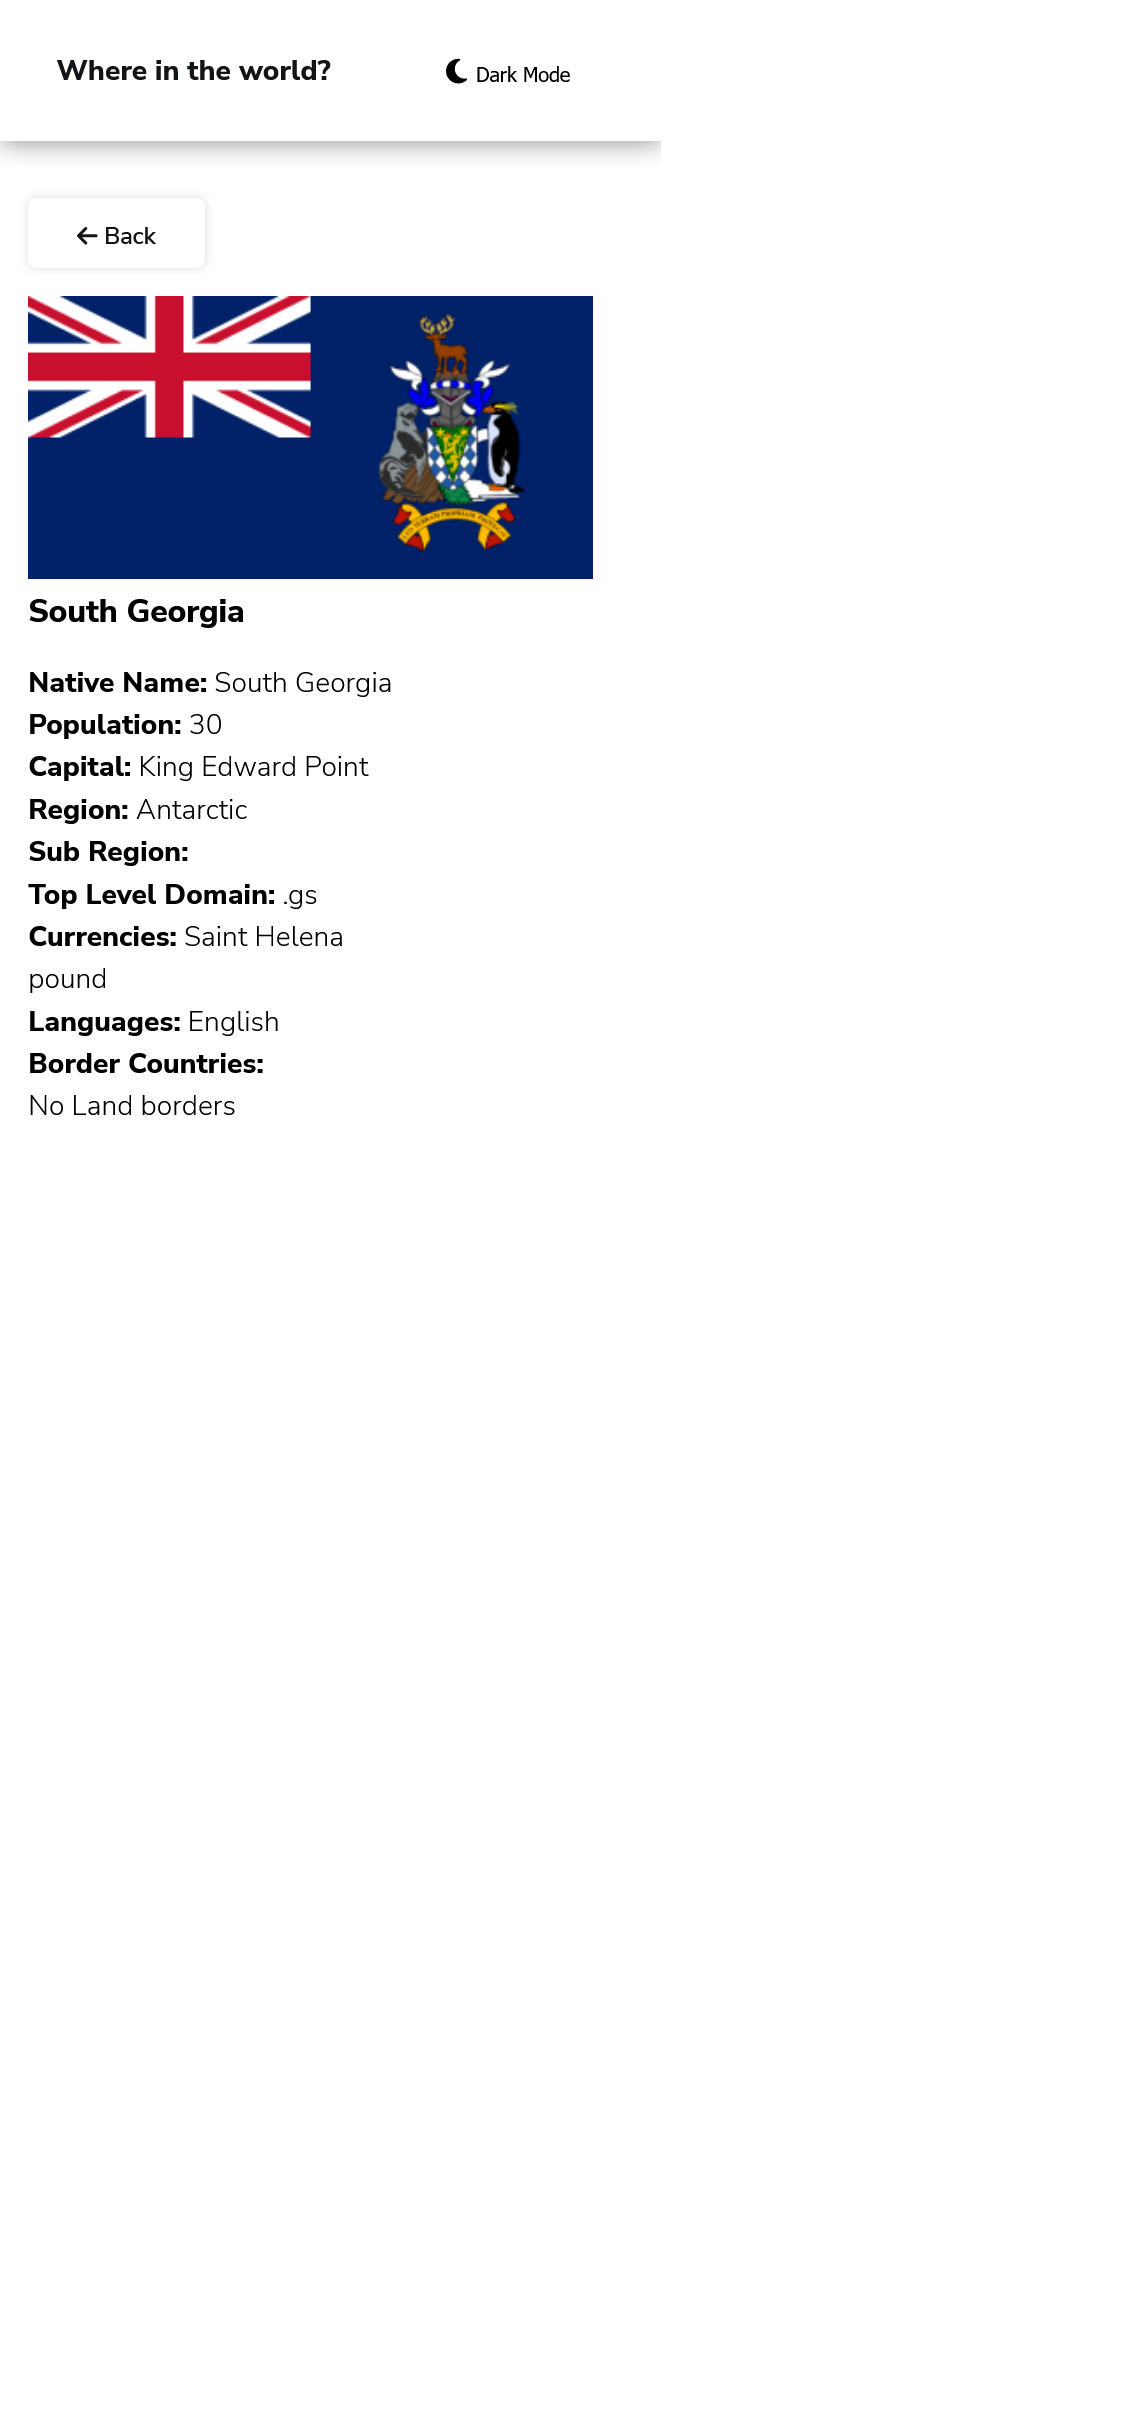 Where in the world?
Dark Mode
Back
South Georgia
Native Name: South Georgia
Population: 30
Capital: King Edward Point
Region: Antarctic
Sub Region:
Top Level Domain: .gs
Currencies: Saint Helena
pound
Languages: English
Border Countries:
No Land borders